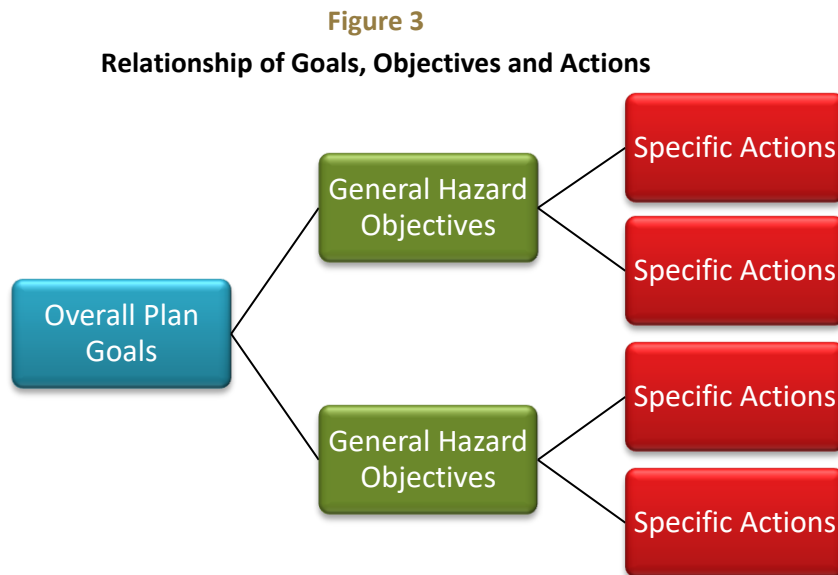 Figure 3
Relationship of Goals, Objectives and Actions
Overall Plan
Goals
General Hazard
Objectives
Specific Actions
Specific Actions
General Hazard
Objectives
Specific Actions
Specific Actions